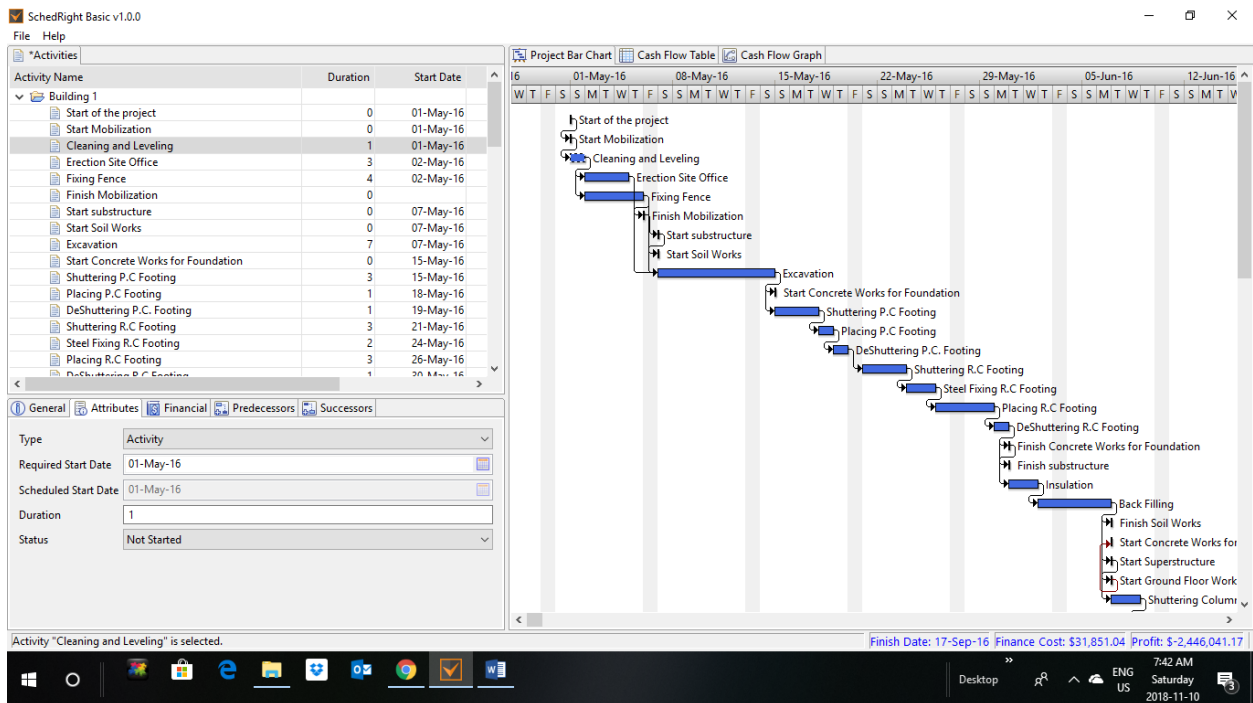 SchedRight Basic v1.0.0
File Help
*Activities
Activity Name Duration Start Date
Building 1
Start of the project 0 01-May-16
Start Mobilization 0 01-May-16
Cleaning and Leveling 1 01-May-16
Erection Site Office 3 02-May-16
Fixing Fence 4 02-May-16
Finish Mobilization 0
Start substructure 0 07-May-16
Start Soil Works 0 07-May-16
Excavation 7 07-May-16
Start Concrete Works for Foundation 0 15-May-16
Shuttering P.C Footing 3 15-May-16
Placing P.C Footing 1 18-May-16
DeShuttering P.C. Footing 1 19-May-16
Shuttering R.C Footing 3 21-May-16
Steel Fixing R.C Footing 2 24-May-16
Placing R.C Footing 3 26-May-16
DeShuttering R.C Footing 1 30-May-16
General Attributes Financial Predecessors Successors
Type Activity
Required Start Date 01-May-16
Scheduled Start Date 01-May-16
Duration 1
Status Not Started
Project Bar Chart Cash Flow Table Cash Flow Graph
16 01-May-16 08-May-16 15-May-16 22-May-16 29-May-16 05-Jun-16 12-Jun-16
W T F S S M T W T F S S M T W T F S S M T W T F S S M T W T F S S M T W T F S S M T W T F S S M T W
Start of the project
Start Mobilization
Cleaning and Leveling
Erection Site Office
Fixing Fence
Finish Mobilization
Start substructure
Start Soil Works
Excavation
Start Concrete Works for Foundation
Shuttering P.C Footing
Placing P.C Footing
DeShuttering P.C. Footing
Shuttering R.C Footing
Steel Fixing R.C Footing
Placing R.C Footing
DeShuttering R.C Footing
Finish Concrete Works for Foundation
Finish substructure
Insulation
Back Filling
Finish Soil Works
Start Concrete Works for
Start Superstructure
Start Ground Floor Work
Shuttering Colum
Activity "Cleaning and Leveling" is selected.
Finish Date: 17-Sep-16 Finance Cost: $31,851.04 Profit: $-2,446,041.17
Desktop
ENG
US
7:42 AM
Saturday
2018-11-10
3